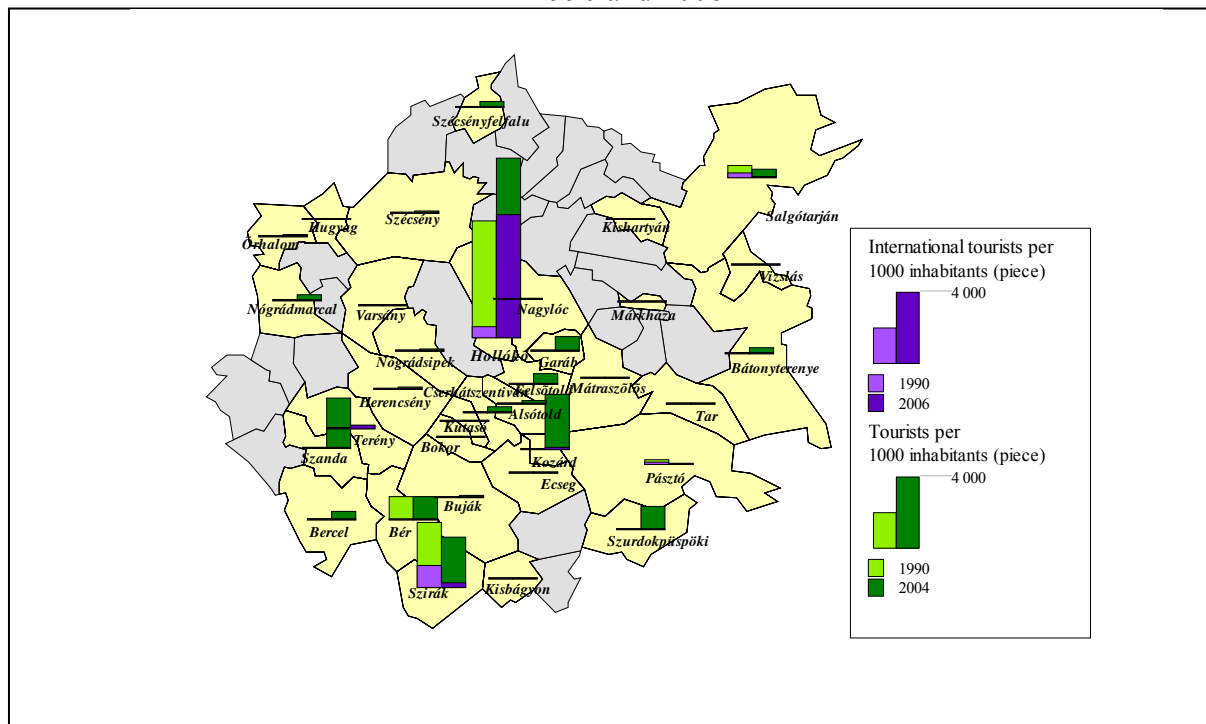 Szécsényfelfalu
Salgótarján
Szécsény
Hugyag
Kishartyán
Őrhalom
Vizslás
Nógrádmarcal
Varsány
Nagylóc
Márkháza
Nógrádsipek
Hollókő
Garáb
Bátonyterenye
Mátraszõlõs
Felsõtold
Cserhátszentiván
Herencsény
Alsótold
Tar
Kutasó
Terény
Bokor
Szanda
Kozárd
Ecseg
Pásztó
Buják
Bercel
Bér
Szurdokpüspöki
Szirák
Kisbágyon
International tourists per
1000 inhabitants (piece)
4 000
1990
2006
Tourists per
1000 inhabitants (piece)
4 000
1990
2004